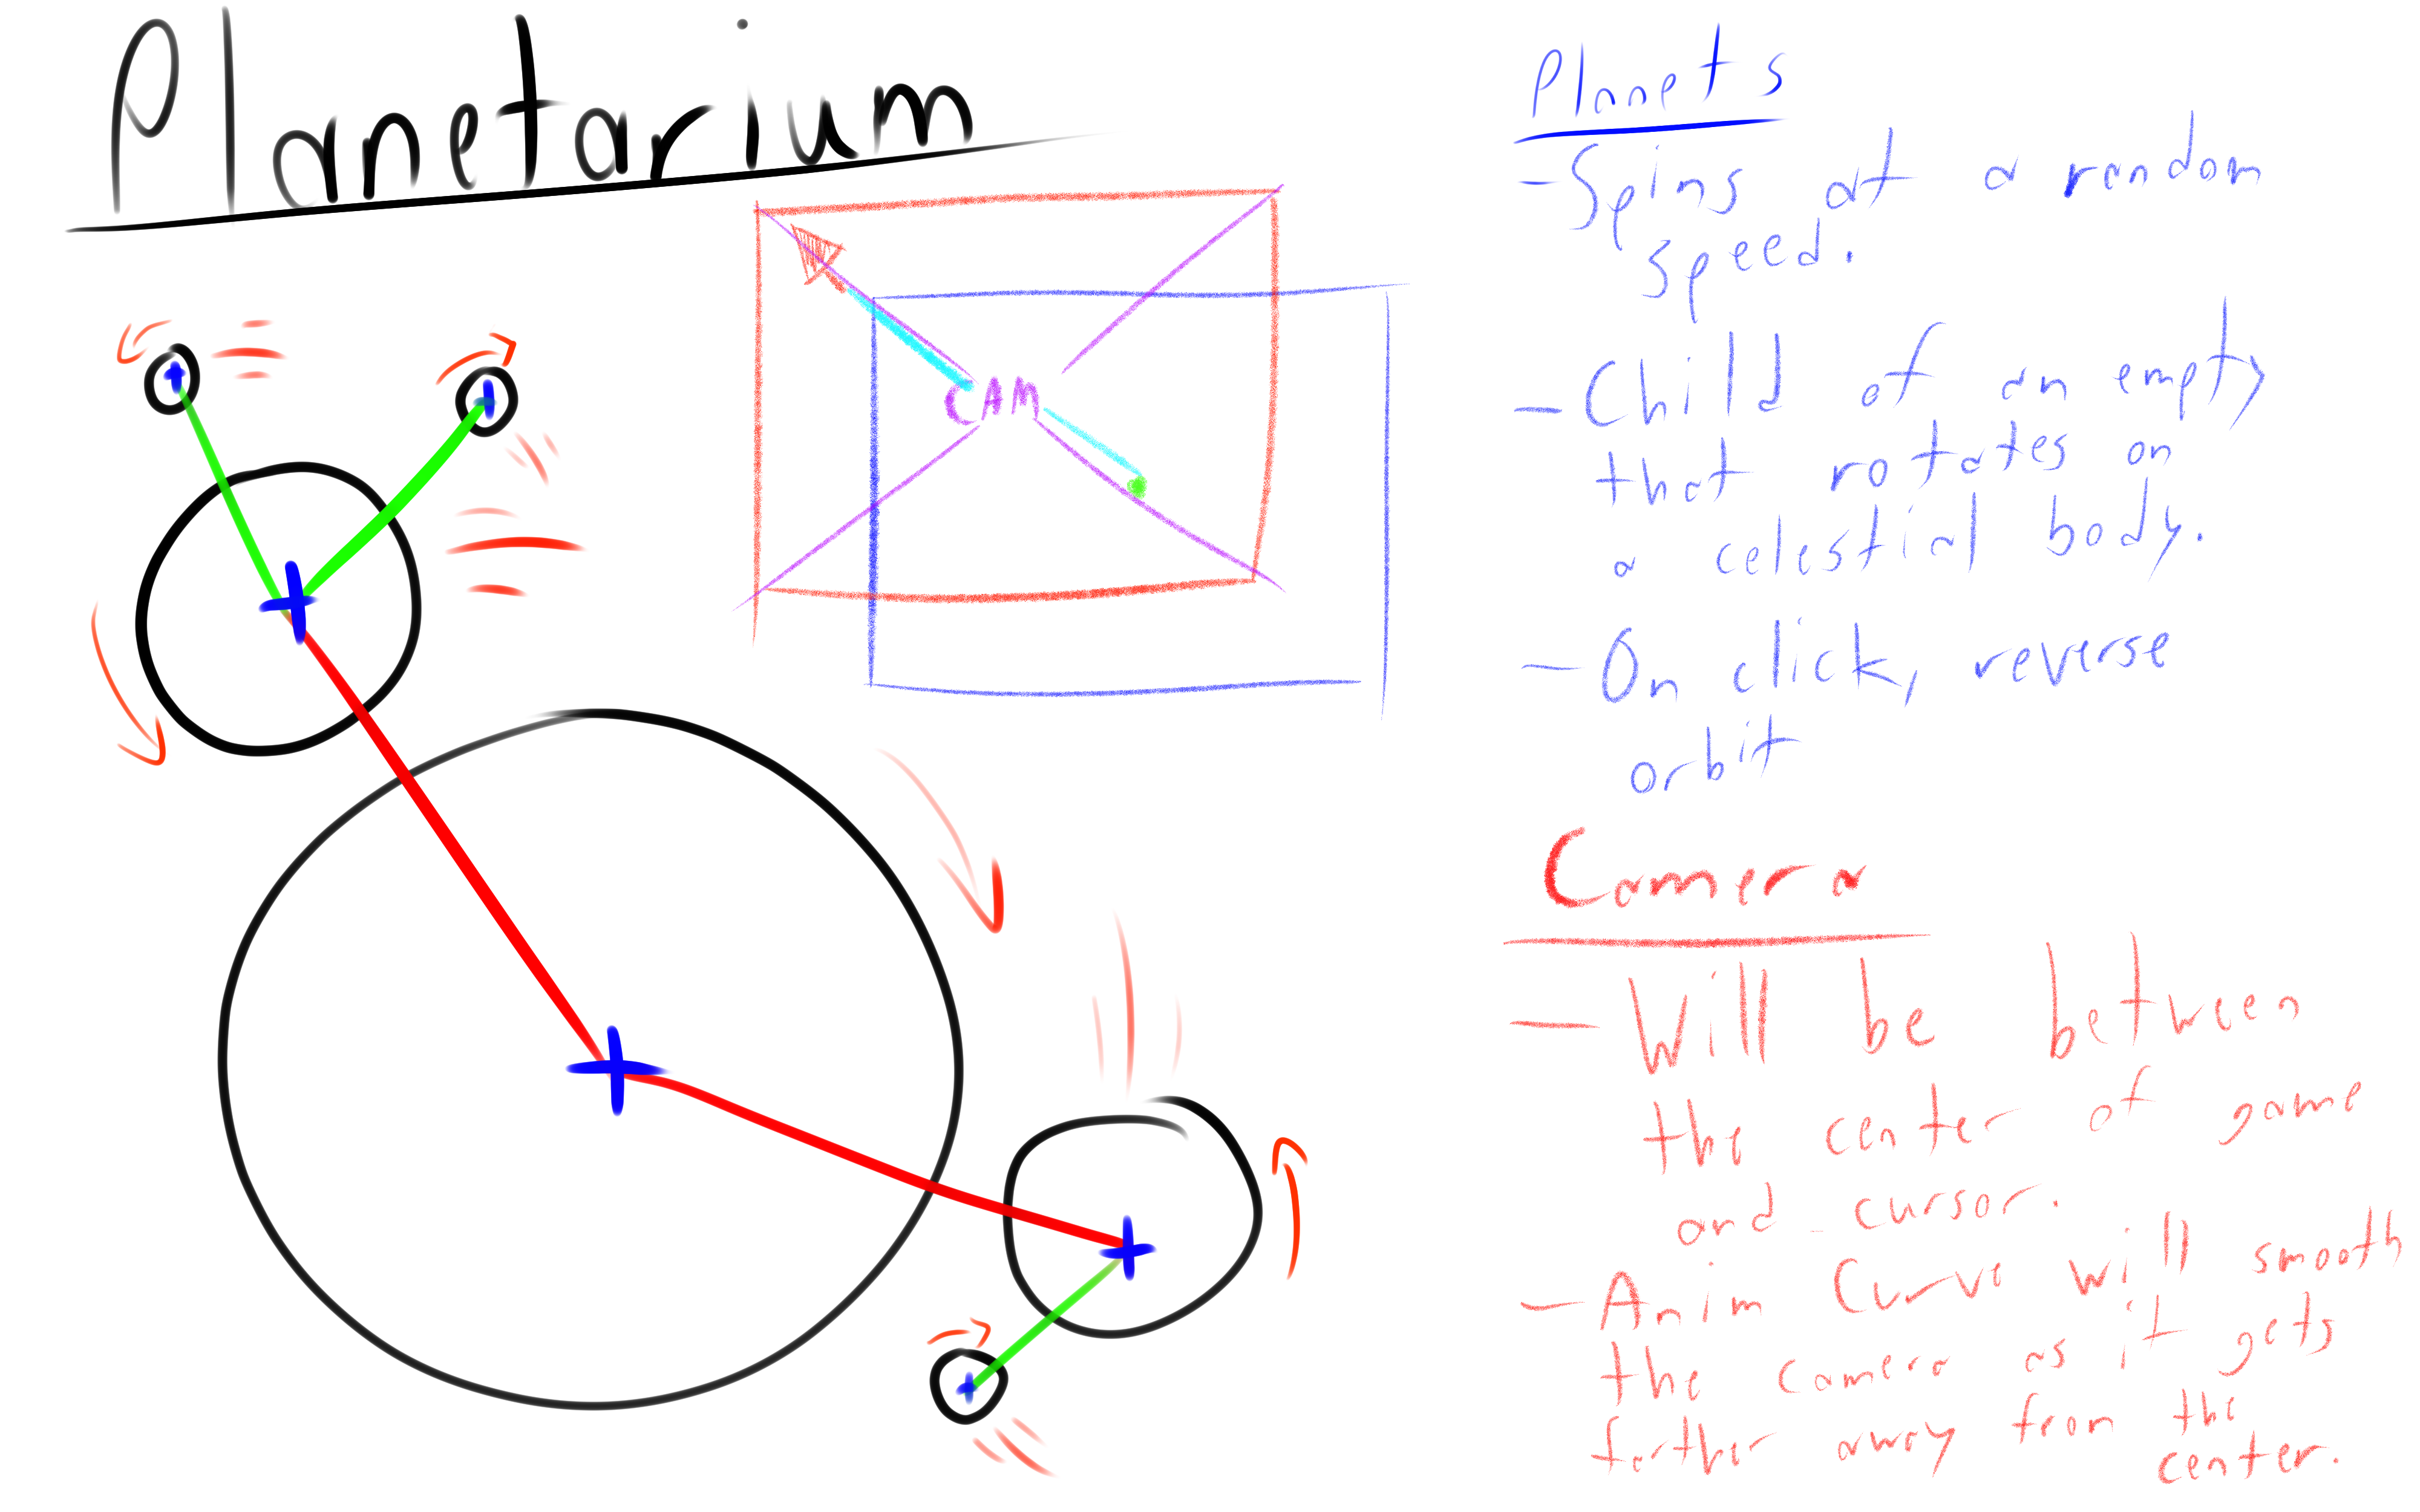 Planetarium
CAM
Planets
- Spins at a random
speed.
- Child of an empty
that rotates on
a celestial body.
- On click, reverse
orbit
Camera
- Will be between
the center of game
and cursor.
- Anim Curve will smooth
the camera as it gets
farther away from the
center.